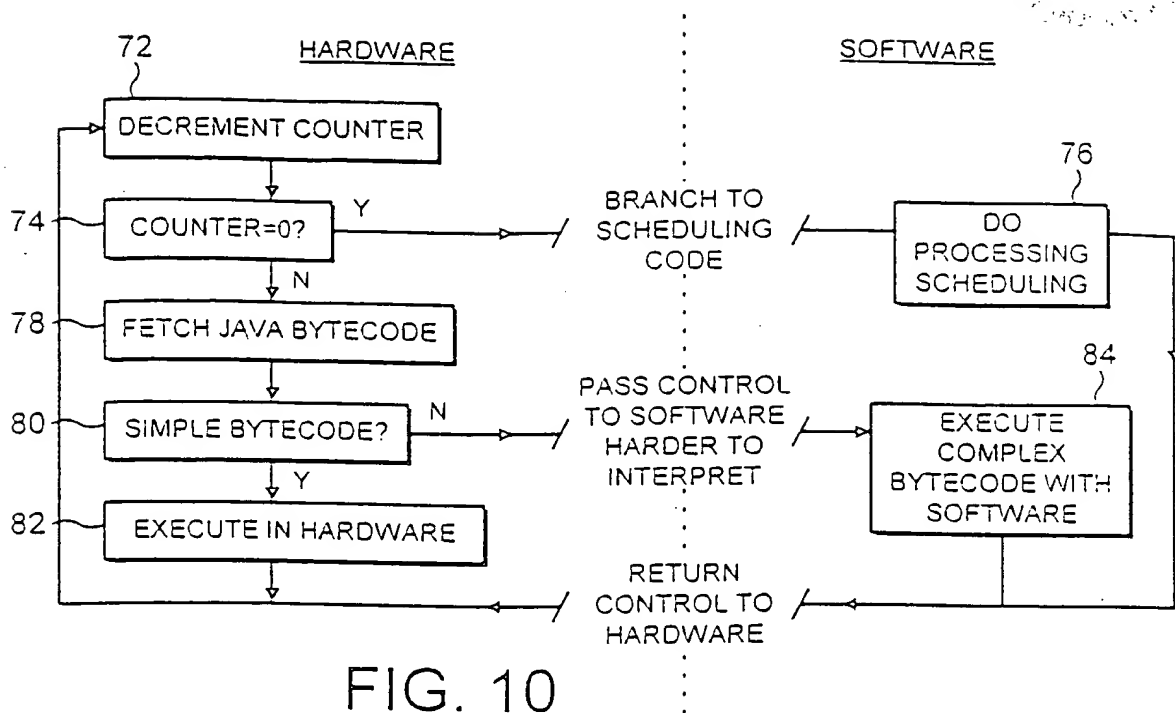 HARDWARE
SOFTWARE
72
DECREMENT COUNTER
74
COUNTER=0?
Y
BRANCH TO
SCHEDULING
CODE
76
DO
PROCESSING
SCHEDULING
N
78
FETCH JAVA BYTECODE
80
SIMPLE BYTECODE?
N
PASS CONTROL
TO SOFTWARE
HARDER TO
INTERPRET
84
EXECUTE
COMPLEX
BYTECODE WITH
SOFTWARE
Y
82
EXECUTE IN HARDWARE
RETURN
CONTROL TO
HARDWARE
FIG. 10